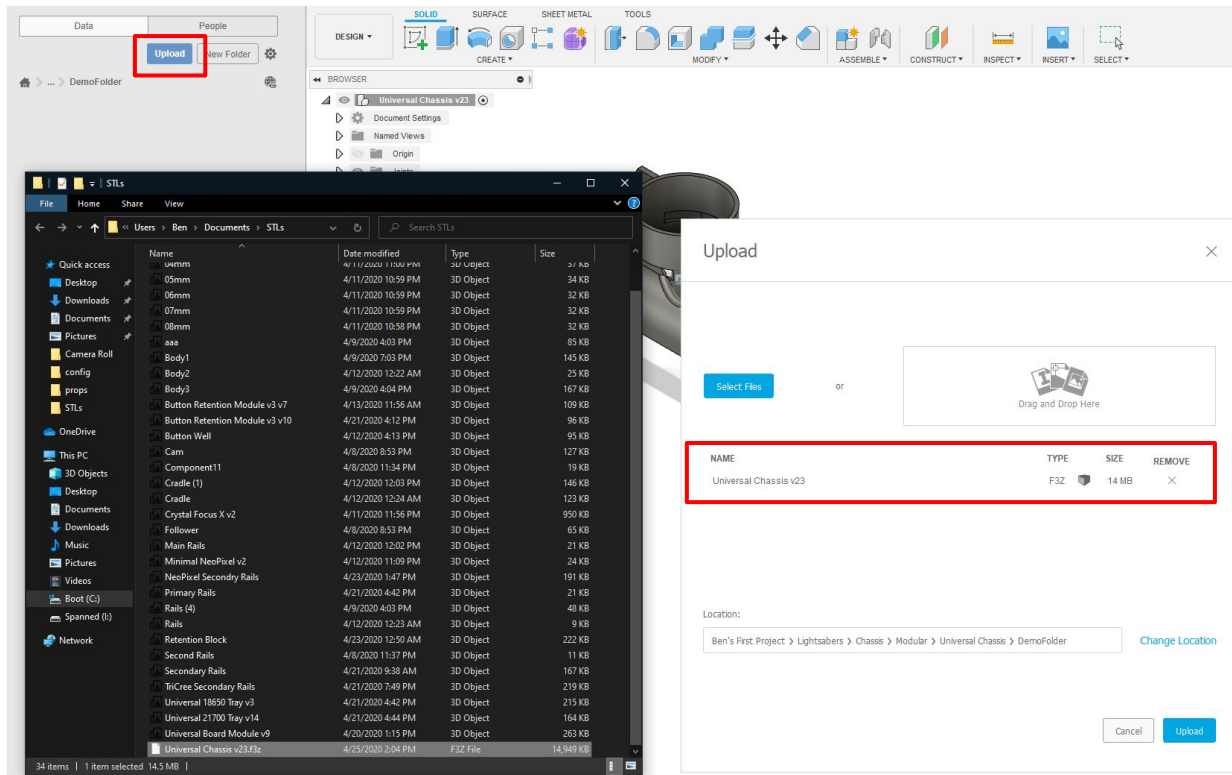 Data People
Upload New Folder
> ... > DemoFolder
SOLID SURFACE SHEET METAL TOOLS
DESIGN ▾
CREATE ▾ MODIFY ▾ ASSEMBLE ▾ CONSTRUCT ▾ INSPECT ▾ INSERT ▾ SELECT ▾
BROWSER
Universal Chassis v23
Document Settings
Named Views
Origin
Joints
STLs
File Home Share View
« Users > Ben > Documents > STLs
Search STLs
Quick access
Desktop
Downloads
Documents
Pictures
Camera Roll
config
props
STLs
OneDrive
This PC
3D Objects
Desktop
Documents
Downloads
Music
Pictures
Videos
Boot (C:)
Spanned (I:)
Network
Name Date modified Type Size
04mm 4/11/2020 11:00 PM 3D Object 37 KB
05mm 4/11/2020 10:59 PM 3D Object 34 KB
06mm 4/11/2020 10:59 PM 3D Object 32 KB
07mm 4/11/2020 10:59 PM 3D Object 32 KB
08mm 4/11/2020 10:58 PM 3D Object 32 KB
aaa 4/9/2020 4:03 PM 3D Object 85 KB
Body1 4/9/2020 7:03 PM 3D Object 145 KB
Body2 4/12/2020 12:22 AM 3D Object 25 KB
Body3 4/9/2020 4:04 PM 3D Object 167 KB
Button Retention Module v3 v7 4/13/2020 11:56 AM 3D Object 109 KB
Button Retention Module v3 v10 4/21/2020 4:12 PM 3D Object 96 KB
Button Well 4/12/2020 4:13 PM 3D Object 95 KB
Cam 4/8/2020 8:53 PM 3D Object 127 KB
Component11 4/8/2020 11:34 PM 3D Object 19 KB
Cradle (1) 4/12/2020 12:03 PM 3D Object 146 KB
Cradle 4/12/2020 12:24 AM 3D Object 123 KB
Crystal Focus X v2 4/11/2020 11:56 PM 3D Object 950 KB
Follower 4/8/2020 8:53 PM 3D Object 65 KB
Main Rails 4/12/2020 12:02 PM 3D Object 21 KB
Minimal NeoPixel v2 4/12/2020 11:09 PM 3D Object 24 KB
NeoPixel Secondry Rails 4/23/2020 1:47 PM 3D Object 191 KB
Primary Rails 4/21/2020 4:42 PM 3D Object 21 KB
Rails (4) 4/9/2020 4:03 PM 3D Object 48 KB
Rails 4/12/2020 12:23 AM 3D Object 9 KB
Retention Block 4/23/2020 12:50 AM 3D Object 222 KB
Second Rails 4/8/2020 11:37 PM 3D Object 11 KB
Secondary Rails 4/21/2020 9:38 AM 3D Object 167 KB
TriCree Secondary Rails 4/21/2020 7:49 PM 3D Object 219 KB
Universal 18650 Tray v3 4/21/2020 4:42 PM 3D Object 215 KB
Universal 21700 Tray v14 4/21/2020 4:44 PM 3D Object 164 KB
Universal Board Module v9 4/20/2020 1:15 PM 3D Object 263 KB
Universal Chassis v23.f3z 4/25/2020 2:04 PM F3Z File 14,949 KB
34 items | 1 item selected 14.5 MB |
Upload
Select Files or Drag and Drop Here
NAME TYPE SIZE REMOVE
Universal Chassis v23 F3Z 14 MB
Location:
Ben's First Project > Lightsabers > Chassis > Modular > Universal Chassis > DemoFolder
Change Location
Cancel Upload